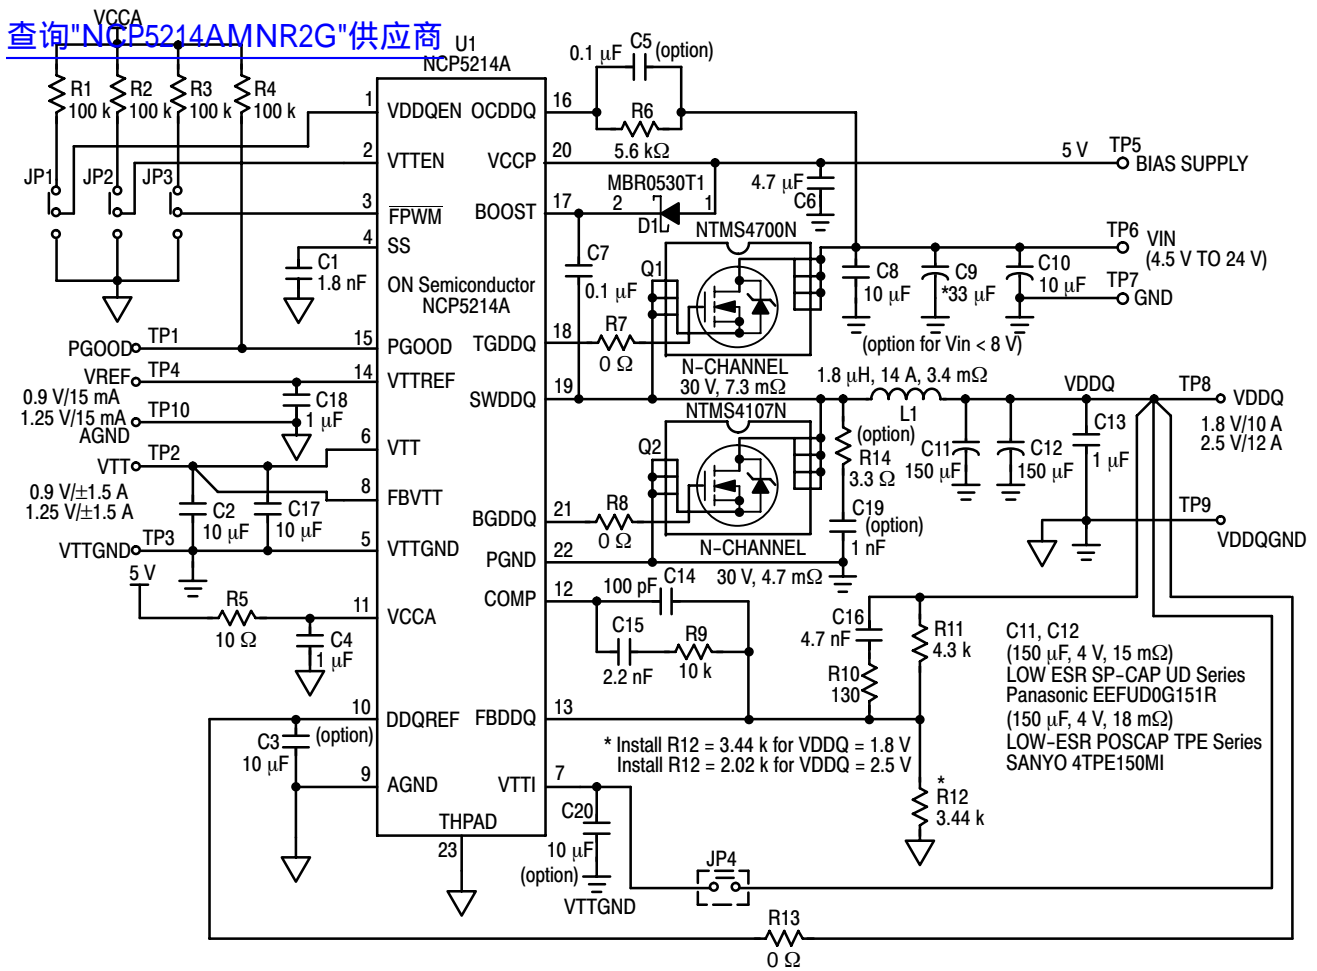 VCCA
查询"NCP5214AMNR2G"供应商
U1
NCP5214A
R1
100 k
R2
100 k
R3
100 k
R4
100 k
JP1
JP2
JP3
1
VDDQEN
2
VTTEN
3
FPWM
4
SS
C1
1.8 nF
ON Semiconductor
NCP5214A
PGOOD
TP1
15
PGOOD
VREF
TP4
14
VTTREF
0.9 V/15 mA
1.25 V/15 mA
TP10
AGND
C18
1 µF
6
VTT
VTT
TP2
8
FBVTT
0.9 V/±1.5 A
1.25 V/±1.5 A
C2
10 µF
C17
10 µF
VTTGND
TP3
5
VTTGND
5 V
R5
10 Ω
11
VCCA
C4
1 µF
10
DDQREF
C3
10 µF
(option)
9
AGND
THPAD
23
OCDDQ
16
0.1 µF
C5
(option)
R6
5.6 kΩ
VCCP
20
BOOST
17
MBR0530T1
2
1
D1
4.7 µF
C6
5 V
TP5
BIAS SUPPLY
NTMS4700N
Q1
C7
0.1 µF
TGDDQ
18
R7
0 Ω
N-CHANNEL
30 V, 7.3 mΩ
TP6
VIN
(4.5 V TO 24 V)
C8
10 µF
C9
*33 µF
C10
10 µF
TP7
GND
(option for Vin < 8 V)
SWDDQ
19
1.8 µH, 14 A, 3.4 mΩ
L1
VDDQ
TP8
VDDQ
1.8 V/10 A
2.5 V/12 A
NTMS4107N
Q2
(option)
R14
3.3 Ω
C11
150 µF
C12
150 µF
C13
1 µF
BGDDQ
21
R8
0 Ω
N-CHANNEL
30 V, 4.7 mΩ
C19
(option)
1 nF
TP9
VDDQGND
PGND
22
COMP
12
100 pF
C14
C15
2.2 nF
R9
10 k
C16
4.7 nF
R10
130
R11
4.3 k
C11, C12
(150 µF, 4 V, 15 mΩ)
LOW ESR SP-CAP UD Series
Panasonic EEFUD0G151R
(150 µF, 4 V, 18 mΩ)
LOW-ESR POSCAP TPE Series
SANYO 4TPE150MI
FBDDQ
13
* Install R12 = 3.44 k for VDDQ = 1.8 V
Install R12 = 2.02 k for VDDQ = 2.5 V
VTTI
7
C20
10 µF
(option)
VTTGND
*
R12
3.44 k
JP4
R13
0 Ω